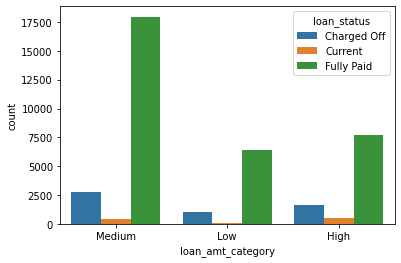 loan_status
Charged Off
Current
Fully Paid
17500
15000
12500
10000
7500
5000
2500
0
count
Medium Low High
loan_amt_category